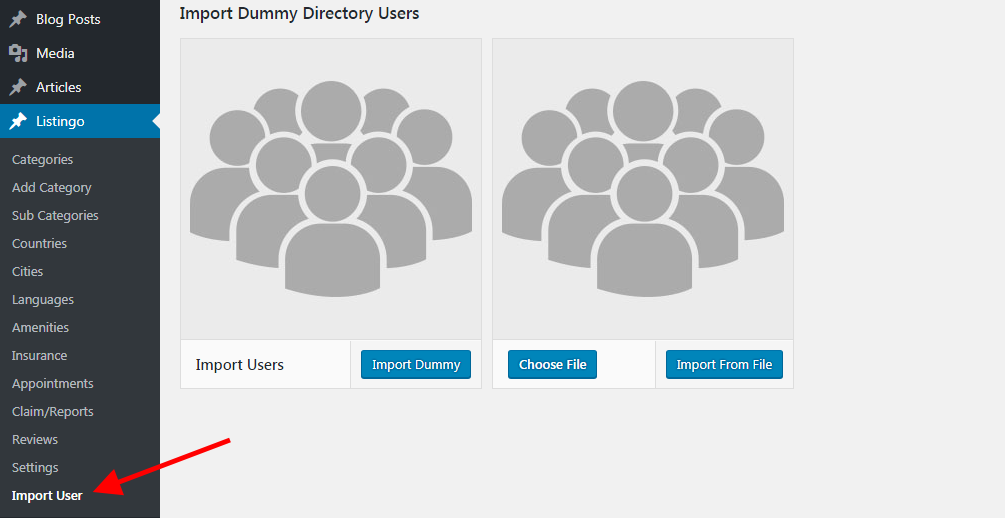 Blog Posts
Media
Articles
Listingo
Categories
Add Category
Sub Categories
Countries
Cities
Languages
Amenities
Insurance
Appointments
Claim/Reports
Reviews
Settings
Import User
Import Dummy Directory Users
Import Users
Import Dummy
Choose File
Import From File